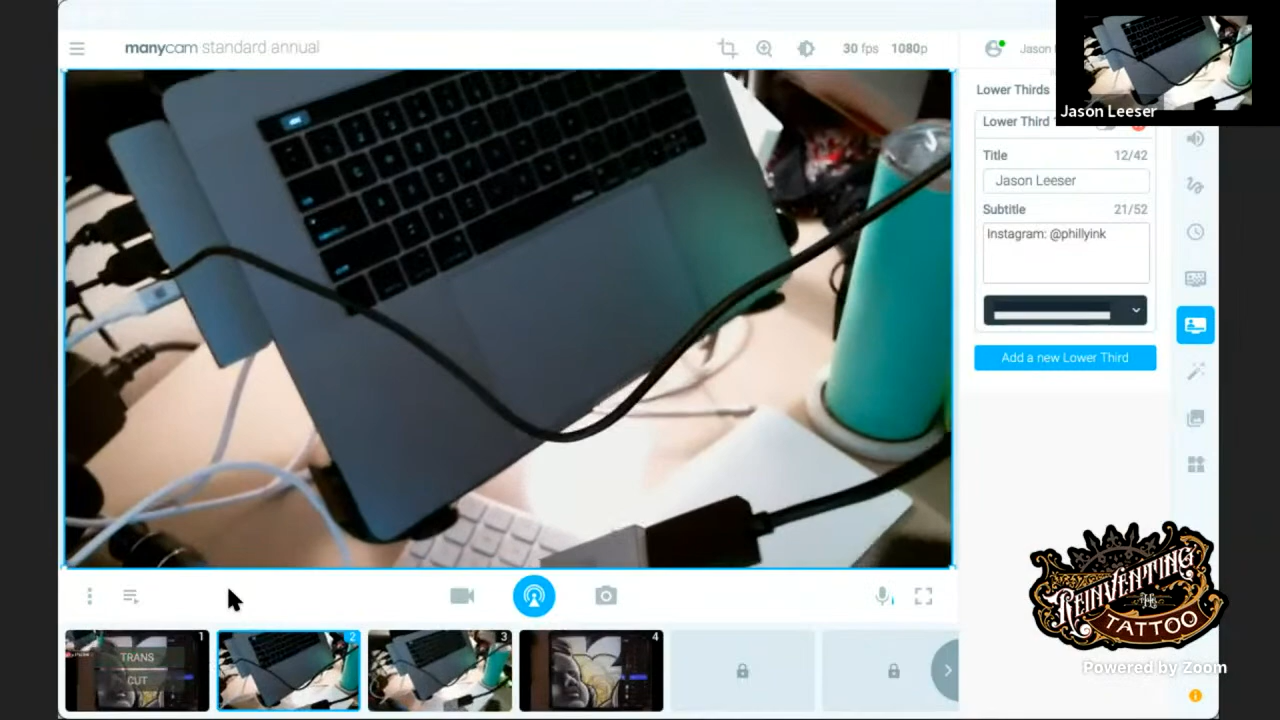 manycam standard annual
30 fps 1080p
Jason
Jason Leeser
Lower Thirds
Lower Third
Title 12/42
Jason Leeser
Subtitle 21/52
Instagram: @phillyink
Add a new Lower Third
1
TRANS
CUT
2
3
4
REINVENTING
THE
TATTOO
Powered by Zoom